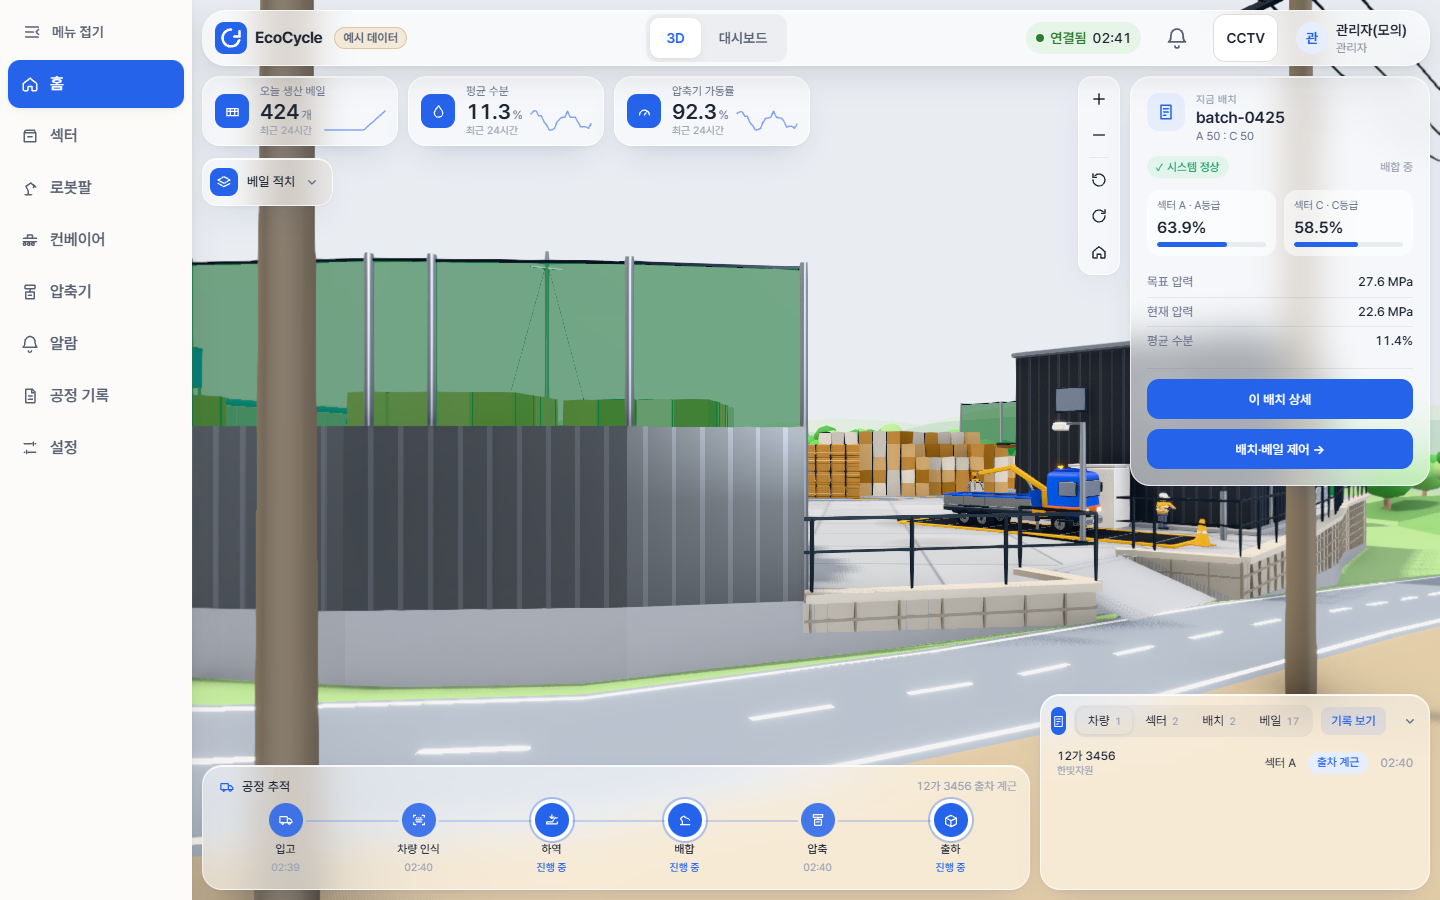 메뉴 접기
홈
섹터
로봇팔
컨베이어
압축기
알람
공정 기록
설정
EcoCycle
예시 데이터
3D
대시보드
연결됨 02:41
CCTV
관
관리자(모의)
관리자
오늘 생산 베일
424 개
최근 24시간
평균 수분
11.3 %
최근 24시간
압축기 가동률
92.3 %
최근 24시간
베일 적치
지금 배치
batch-0425
A 50 : C 50
✓ 시스템 정상
배합 중
섹터 A · A등급
63.9%
섹터 C · C등급
58.5%
목표 압력 27.6 MPa
현재 압력 22.6 MPa
평균 수분 11.4%
이 배치 상세
배치·베일 제어 →
공정 추적
12가 3456 출차 계근
입고
02:39
차량 인식
02:40
하역
진행 중
배합
진행 중
압축
02:40
출하
진행 중
차량 1
섹터 2
배치 2
베일 17
기록 보기
12가 3456
한빛자원
섹터 A
출차 계근
02:40